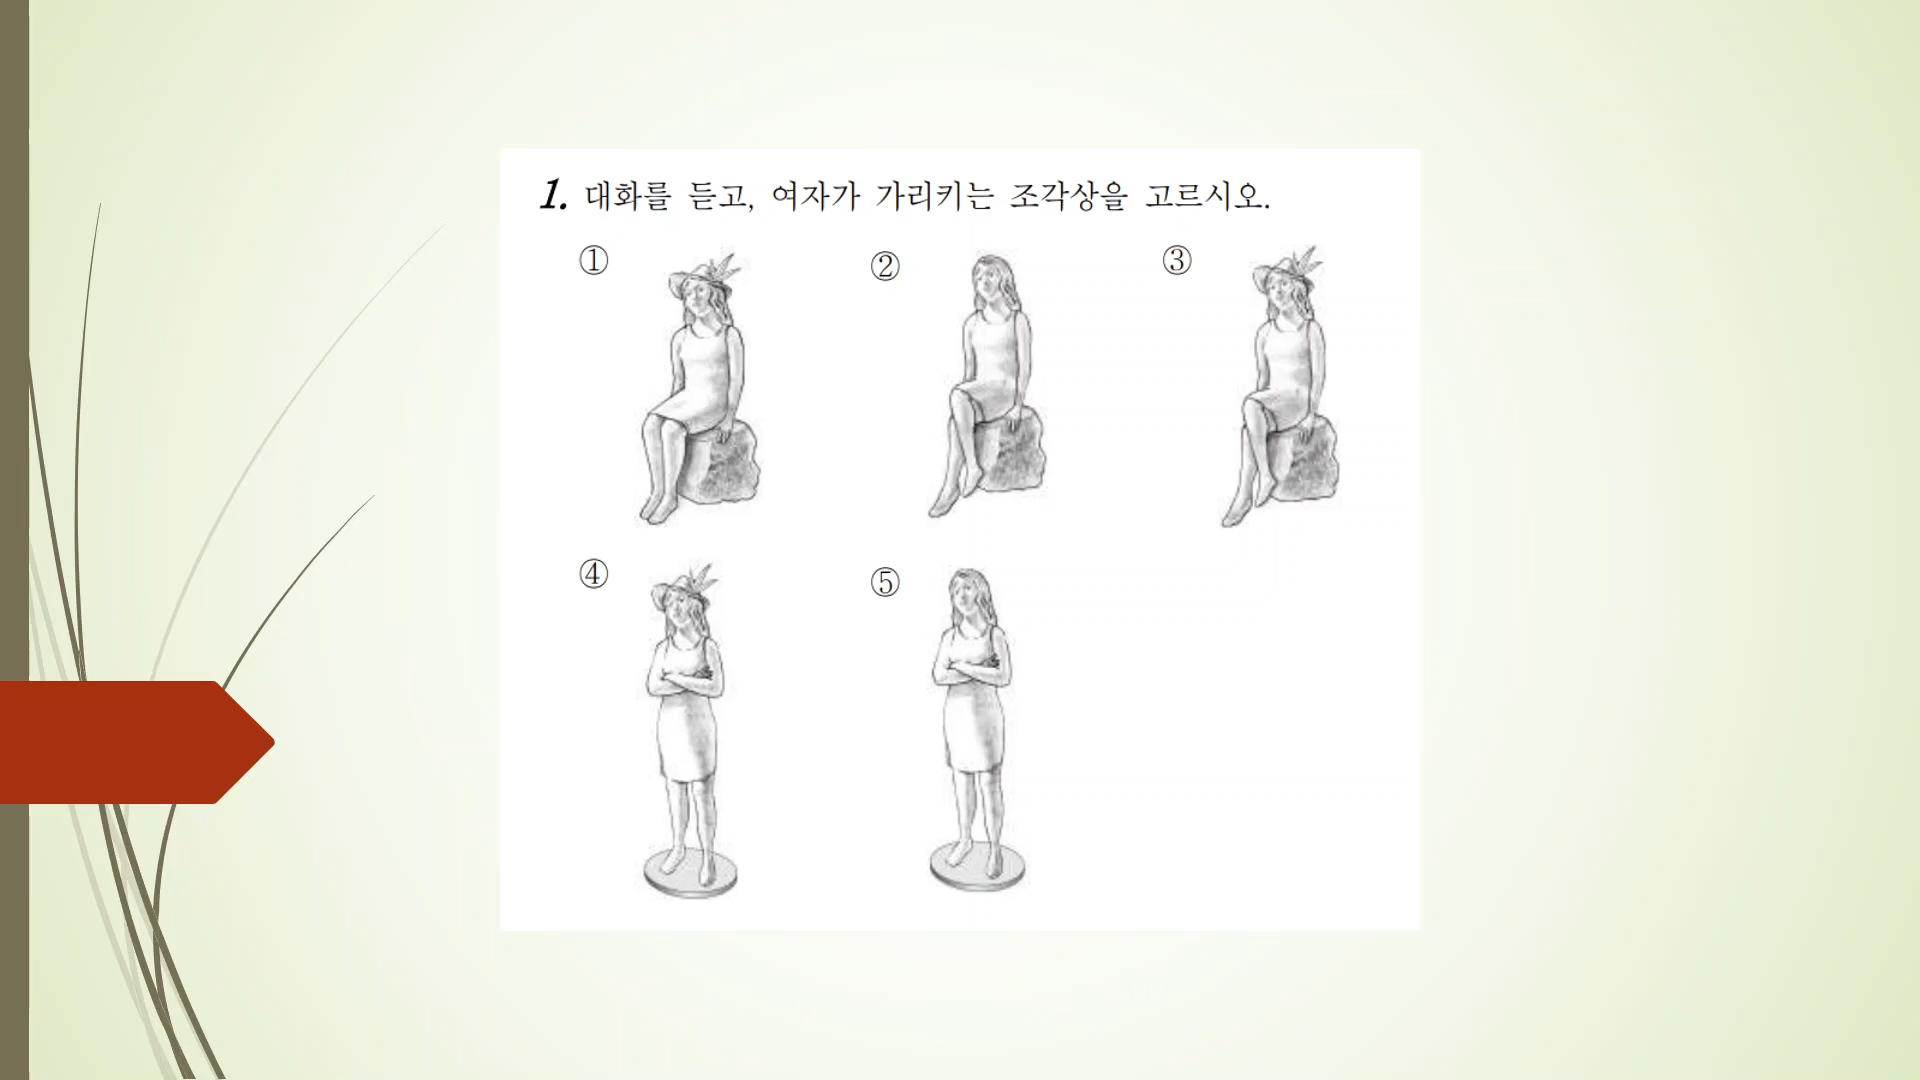 1. 대화를 듣고, 여자가 가리키는 조각상을 고르시오.
① ② ③
④ ⑤